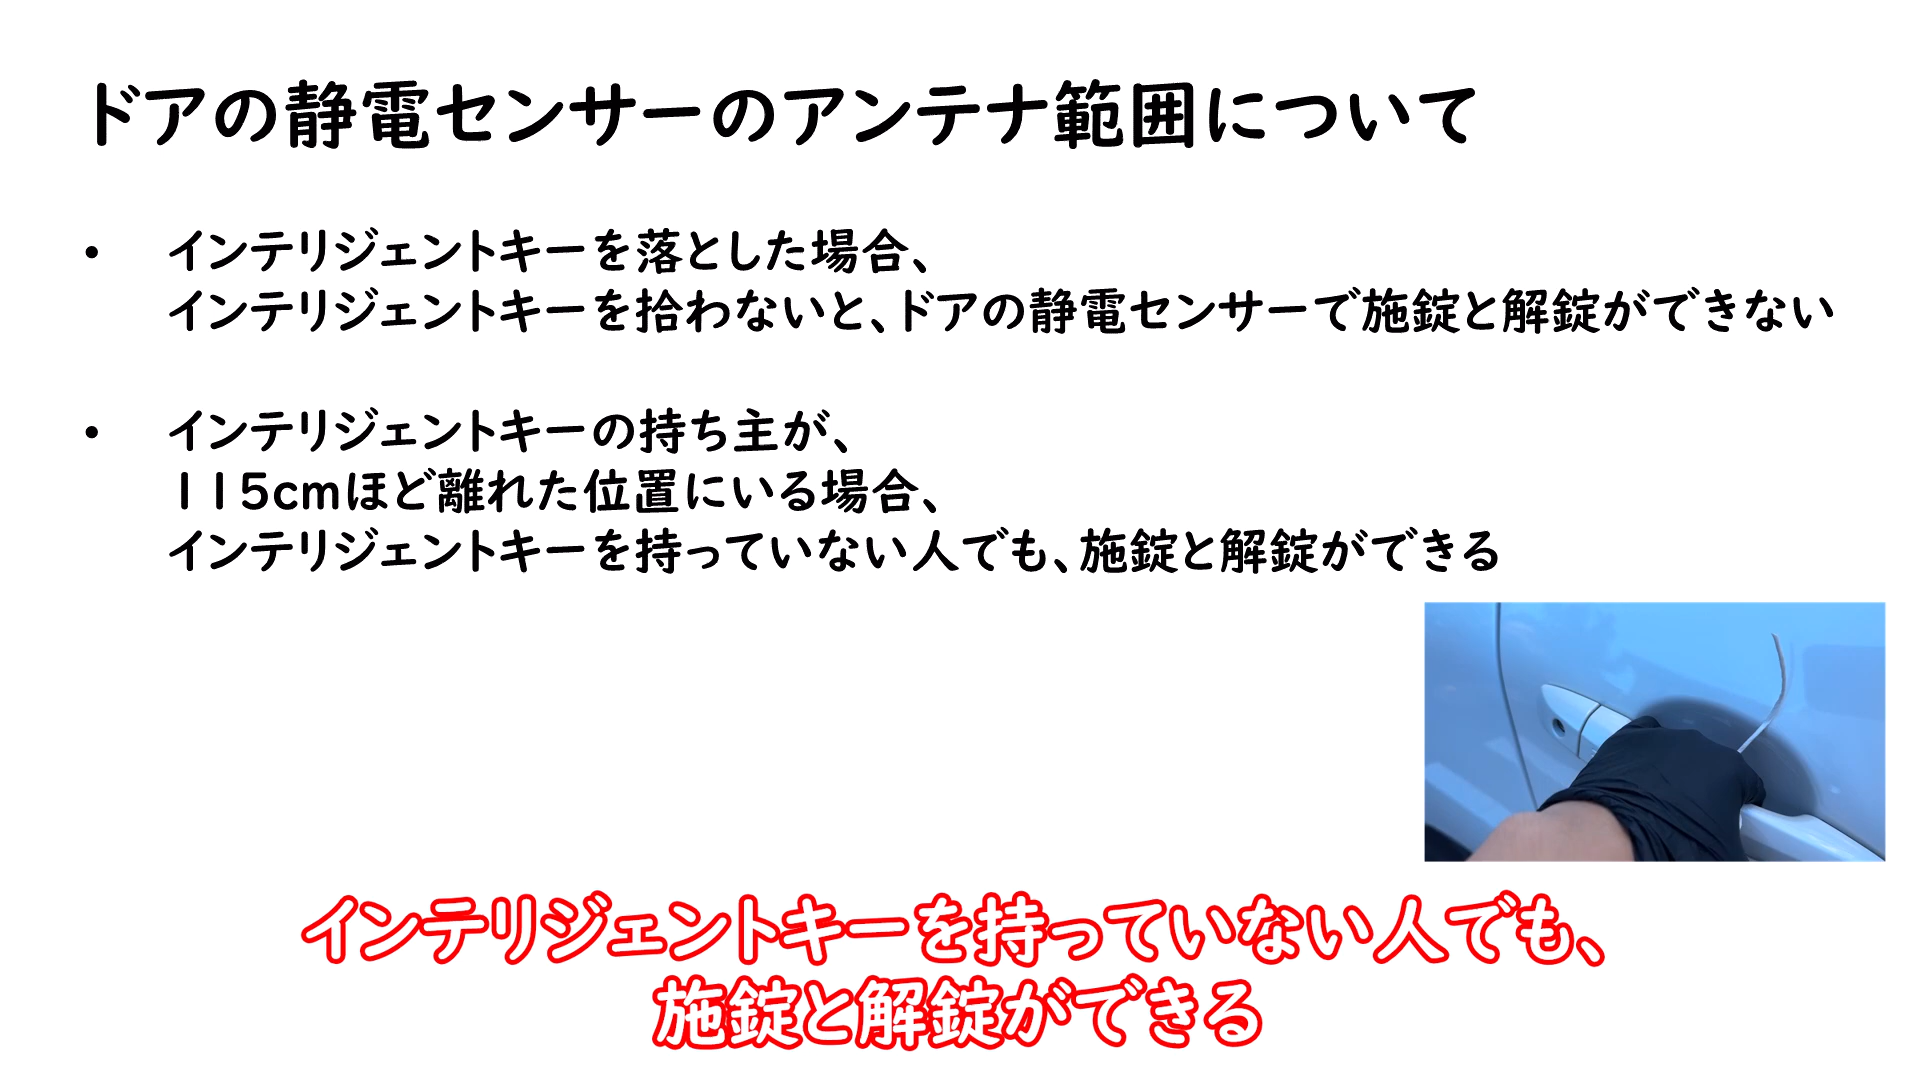 ドアの静電センサーのアンテナ範囲について
• インテリジェントキーを落とした場合、
インテリジェントキーを拾わないと、ドアの静電センサーで施錠と解錠ができない
• インテリジェントキーの持ち主が、
115cmほど離れた位置にいる場合、
インテリジェントキーを持っていない人でも、施錠と解錠ができる
インテリジェントキーを持っていない人でも、
施錠と解錠ができる